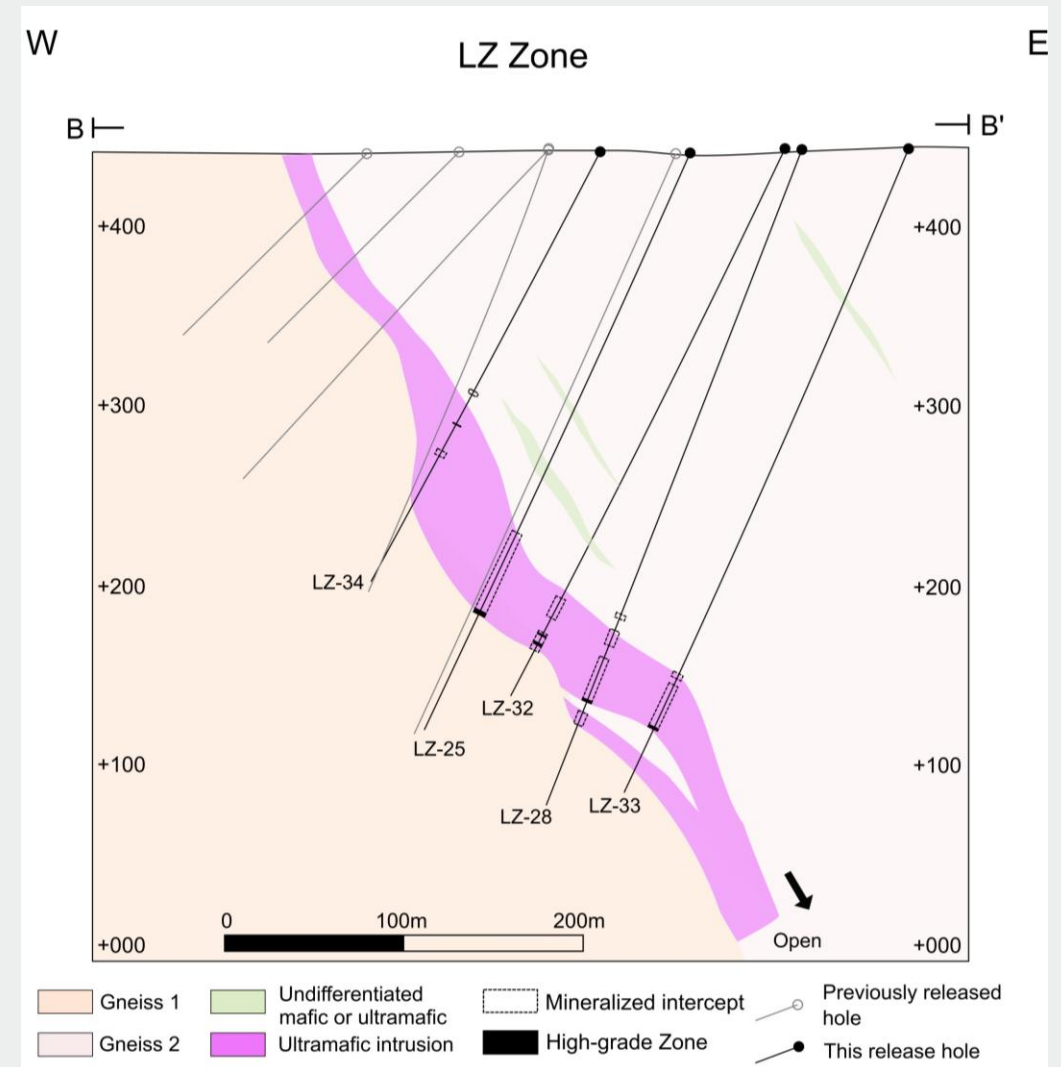 W
E
LZ Zone
B
B'
+400
+400
+300
+300
+200
+200
+100
+100
+000
+000
LZ-34
LZ-32
LZ-25
LZ-28
LZ-33
0 100m 200m
Open
Gneiss 1
Gneiss 2
Undifferentiated
mafic or ultramafic
Ultramafic intrusion
Mineralized intercept
High-grade Zone
Previously released
hole
This release hole